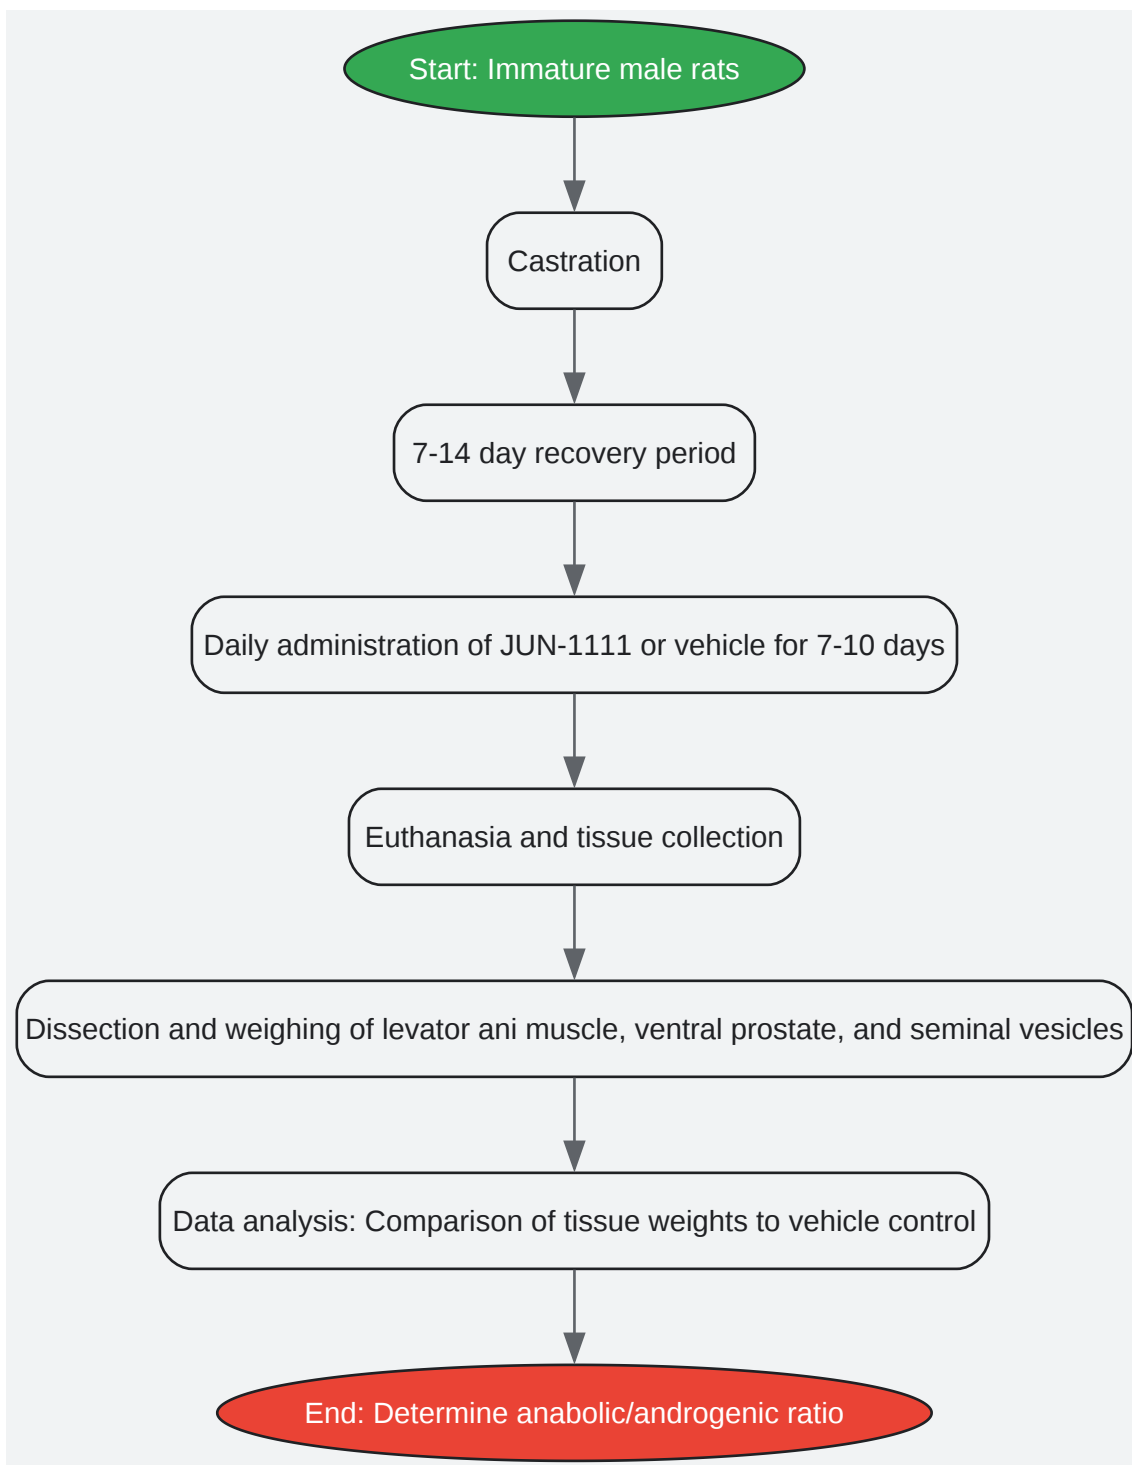 Start: Immature male rats
Castration
7-14 day recovery period
Daily administration of JUN-1111 or vehicle for 7-10 days
Euthanasia and tissue collection
Dissection and weighing of levator ani muscle, ventral prostate, and seminal vesicles
Data analysis: Comparison of tissue weights to vehicle control
End: Determine anabolic/androgenic ratio